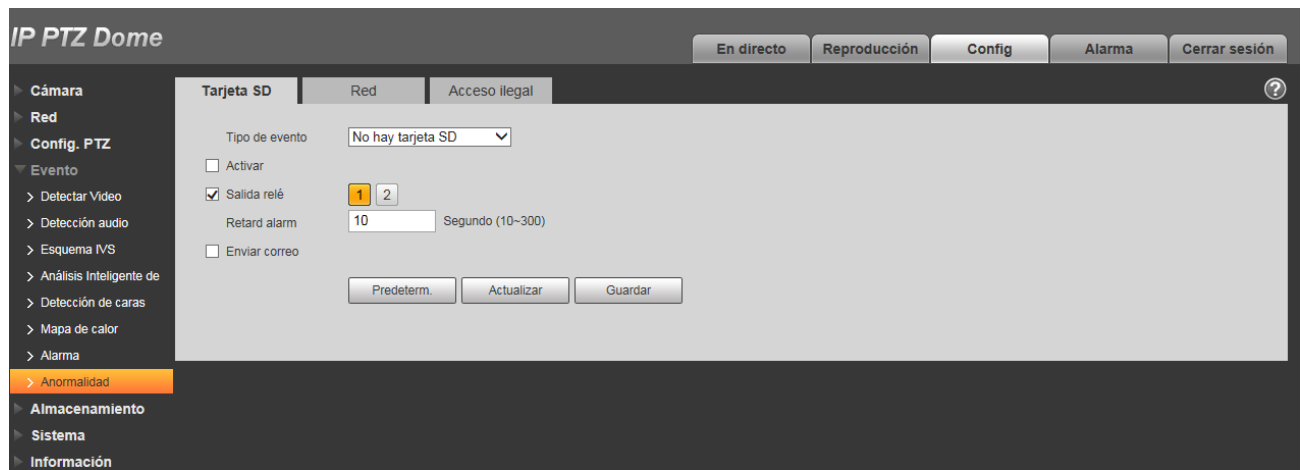 IP PTZ Dome
En directo Reproducción Config Alarma Cerrar sesión
Cámara
Red
Config. PTZ
Evento
Detectar Video
Detección audio
Esquema IVS
Análisis Inteligente de
Detección de caras
Mapa de calor
Alarma
Anormalidad
Almacenamiento
Sistema
Información
Tarjeta SD Red Acceso ilegal ?
Tipo de evento No hay tarjeta SD
Activar
Salida relé 1 2
Retard alarm 10 Segundo (10~300)
Enviar correo
Predeterm. Actualizar Guardar